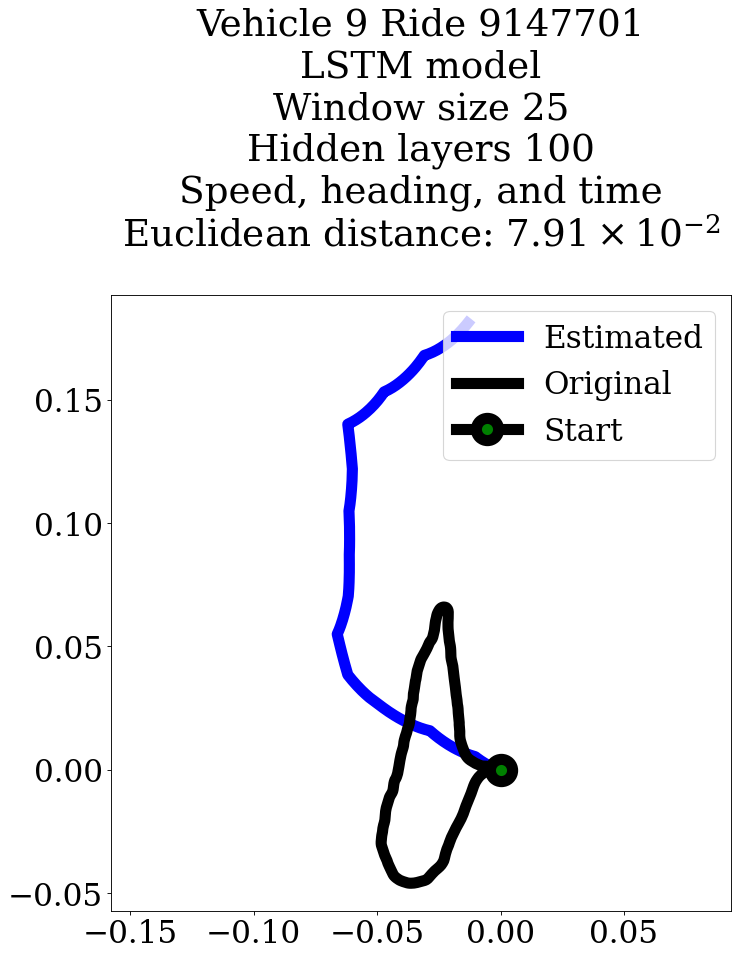 Vehicle 9 Ride 9147701
LSTM model
Window size 25
Hidden layers 100
Speed, heading, and time
Euclidean distance: 7.91 × 10⁻²
Estimated
Original
Start
0.15
0.10
0.05
0.00
−0.05
−0.15 −0.10 −0.05 0.00 0.05